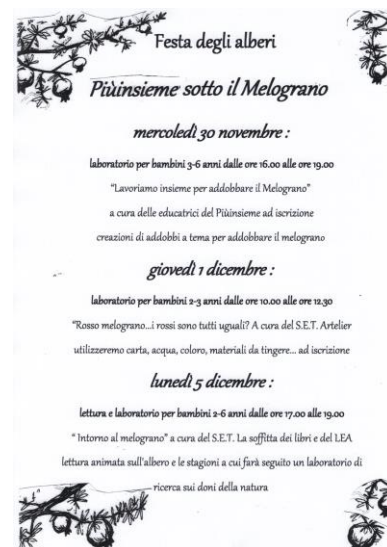 Festa degli alberi
Piùinsieme sotto il Melograno
mercoledì 30 novembre :
laboratorio per bambini 3-6 anni dalle ore 16.00 alle ore 19.00
"Lavoriamo insieme per addobbare il Melograno"
a cura delle educatrici del Piùinsieme ad iscrizione
creazioni di addobbi a tema per addobbare il melograno
giovedì 1 dicembre :
laboratorio per bambini 2-3 anni dalle ore 10.00 alle ore 12.30
"Rosso melograno...i rossi sono tutti uguali? A cura del S.E.T. Artelier
utilizzeremo carta, acqua, coloro, materiali da tingere... ad iscrizione
lunedì 5 dicembre :
lettura e laboratorio per bambini 2-6 anni dalle ore 17.00 alle 19.00
" Intorno al melograno" a cura del S.E.T. La soffitta dei libri e del LEA
lettura animata sull'albero e le stagioni a cui farà seguito un laboratorio di
ricerca sui doni della natura